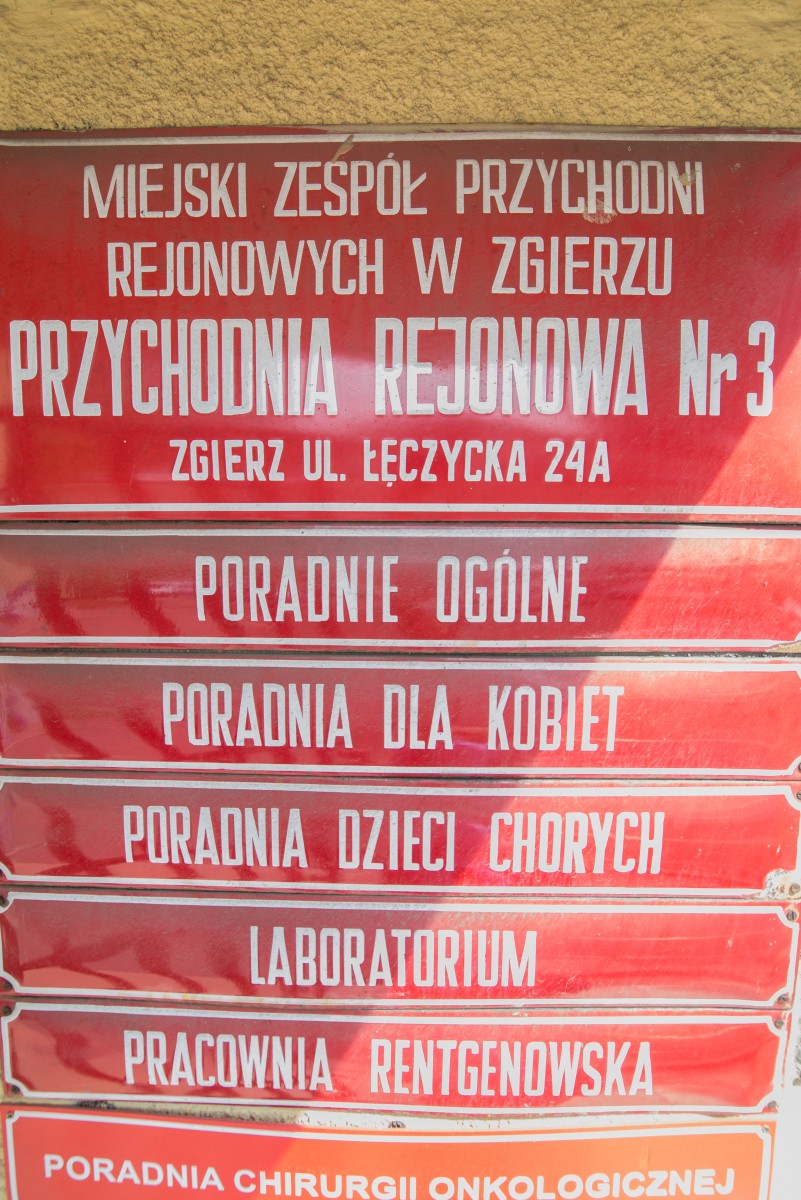 MIEJSKI ZESPÓŁ PRZYCHODNI
REJONOWYCH W ZGIERZU
PRZYCHODNIA REJONOWA Nr 3
ZGIERZ UL. ŁĘCZYCKA 24A
PORADNIE OGÓLNE
PORADNIA DLA KOBIET
PORADNIA DZIECI CHORYCH
LABORATORIUM
PRACOWNIA RENTGENOWSKA
PORADNIA CHIRURGII ONKOLOGICZNEJ